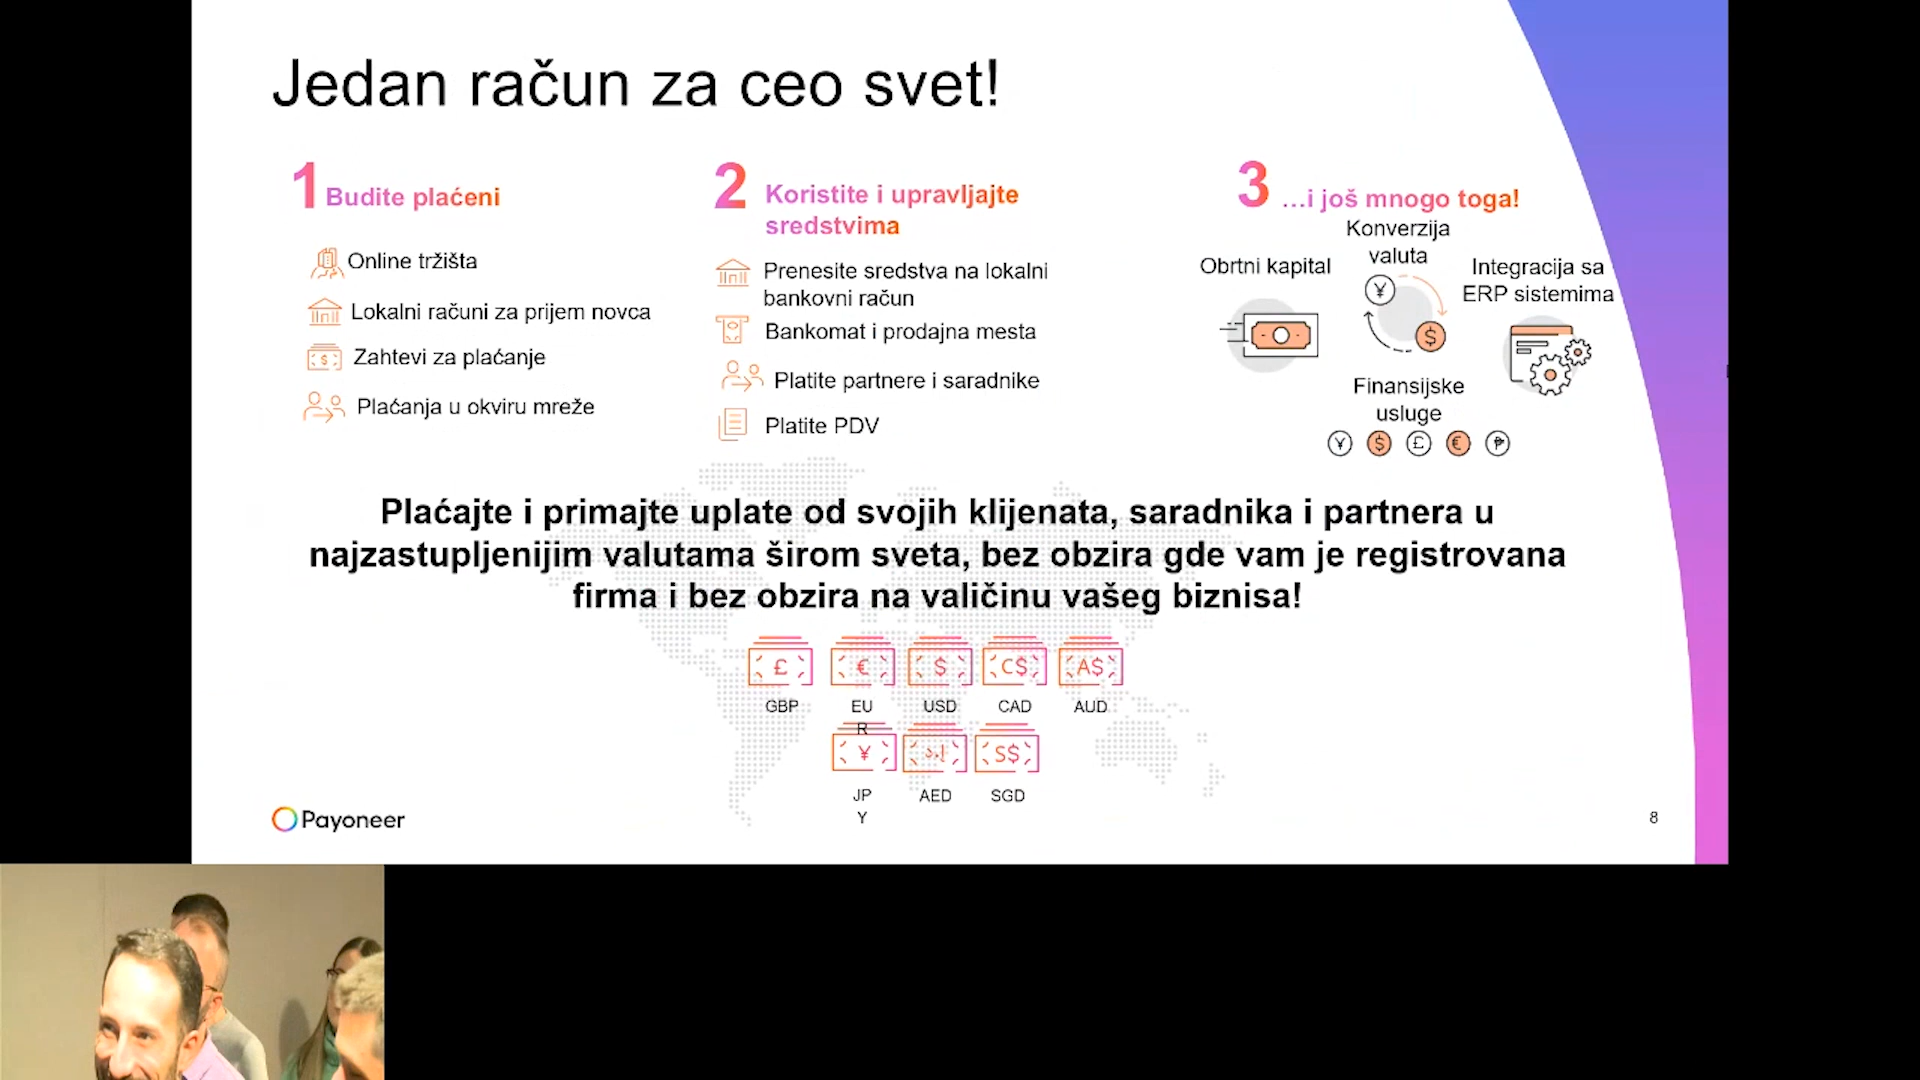 Jedan račun za ceo svet!
1 Budite plaćeni
Online tržišta
Lokalni računi za prijem novca
Zahtevi za plaćanje
Plaćanja u okviru mreže
2 Koristite i upravljajte
sredstvima
Prenesite sredstva na lokalni
bankovni račun
Bankomat i prodajna mesta
Platite partnere i saradnike
Platite PDV
3 ...i još mnogo toga!
Obrtni kapital
Konverzija
valuta
Integracija sa
ERP sistemima
Finansijske
usluge
¥ $ £ € ₱
Plaćajte i primajte uplate od svojih klijenata, saradnika i partnera u
najzastupljenijim valutama širom sveta, bez obzira gde vam je registrovana
firma i bez obzira na valičinu vašeg biznisa!
£ € $ C$ A$
GBP EU USD CAD AUD
R
¥ د.إ S$
JP AED SGD
Y
Payoneer
8